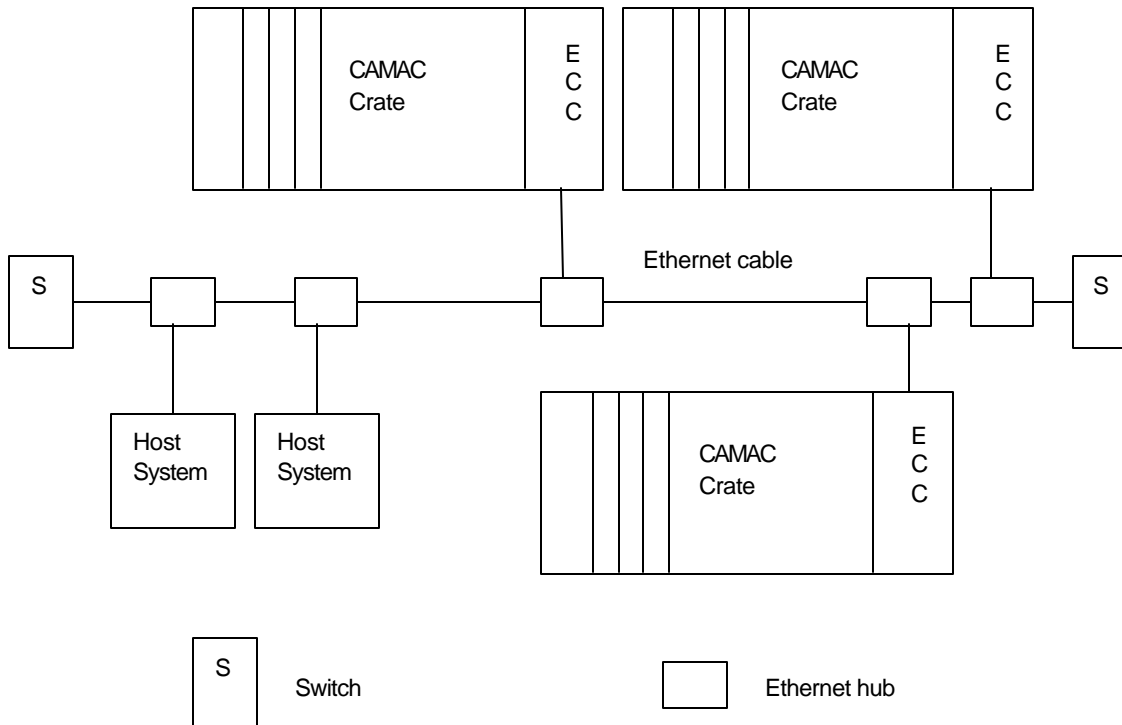 CAMAC
Crate
E
C
C
CAMAC
Crate
E
C
C
Ethernet cable
S
S
Host
System
Host
System
CAMAC
Crate
E
C
C
S
Switch
Ethernet hub